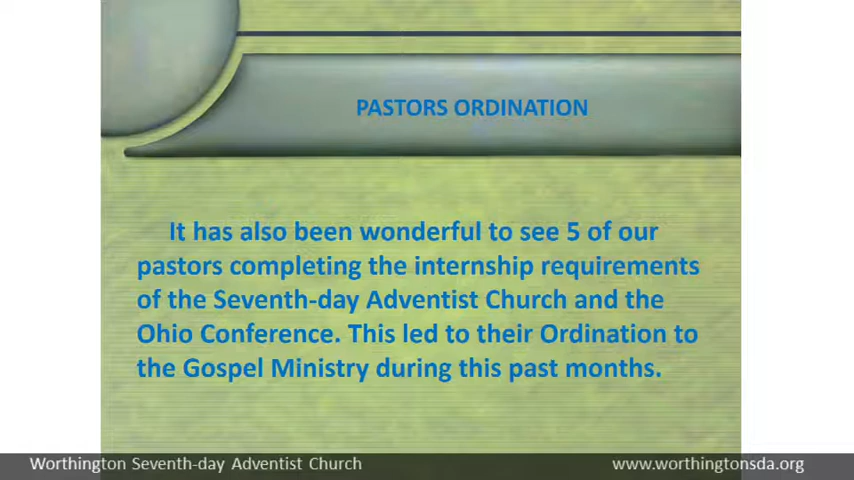 PASTORS ORDINATION
It has also been wonderful to see 5 of our
pastors completing the internship requirements
of the Seventh-day Adventist Church and the
Ohio Conference. This led to their Ordination to
the Gospel Ministry during this past months.
Worthington Seventh-day Adventist Church www.worthingtonsda.org